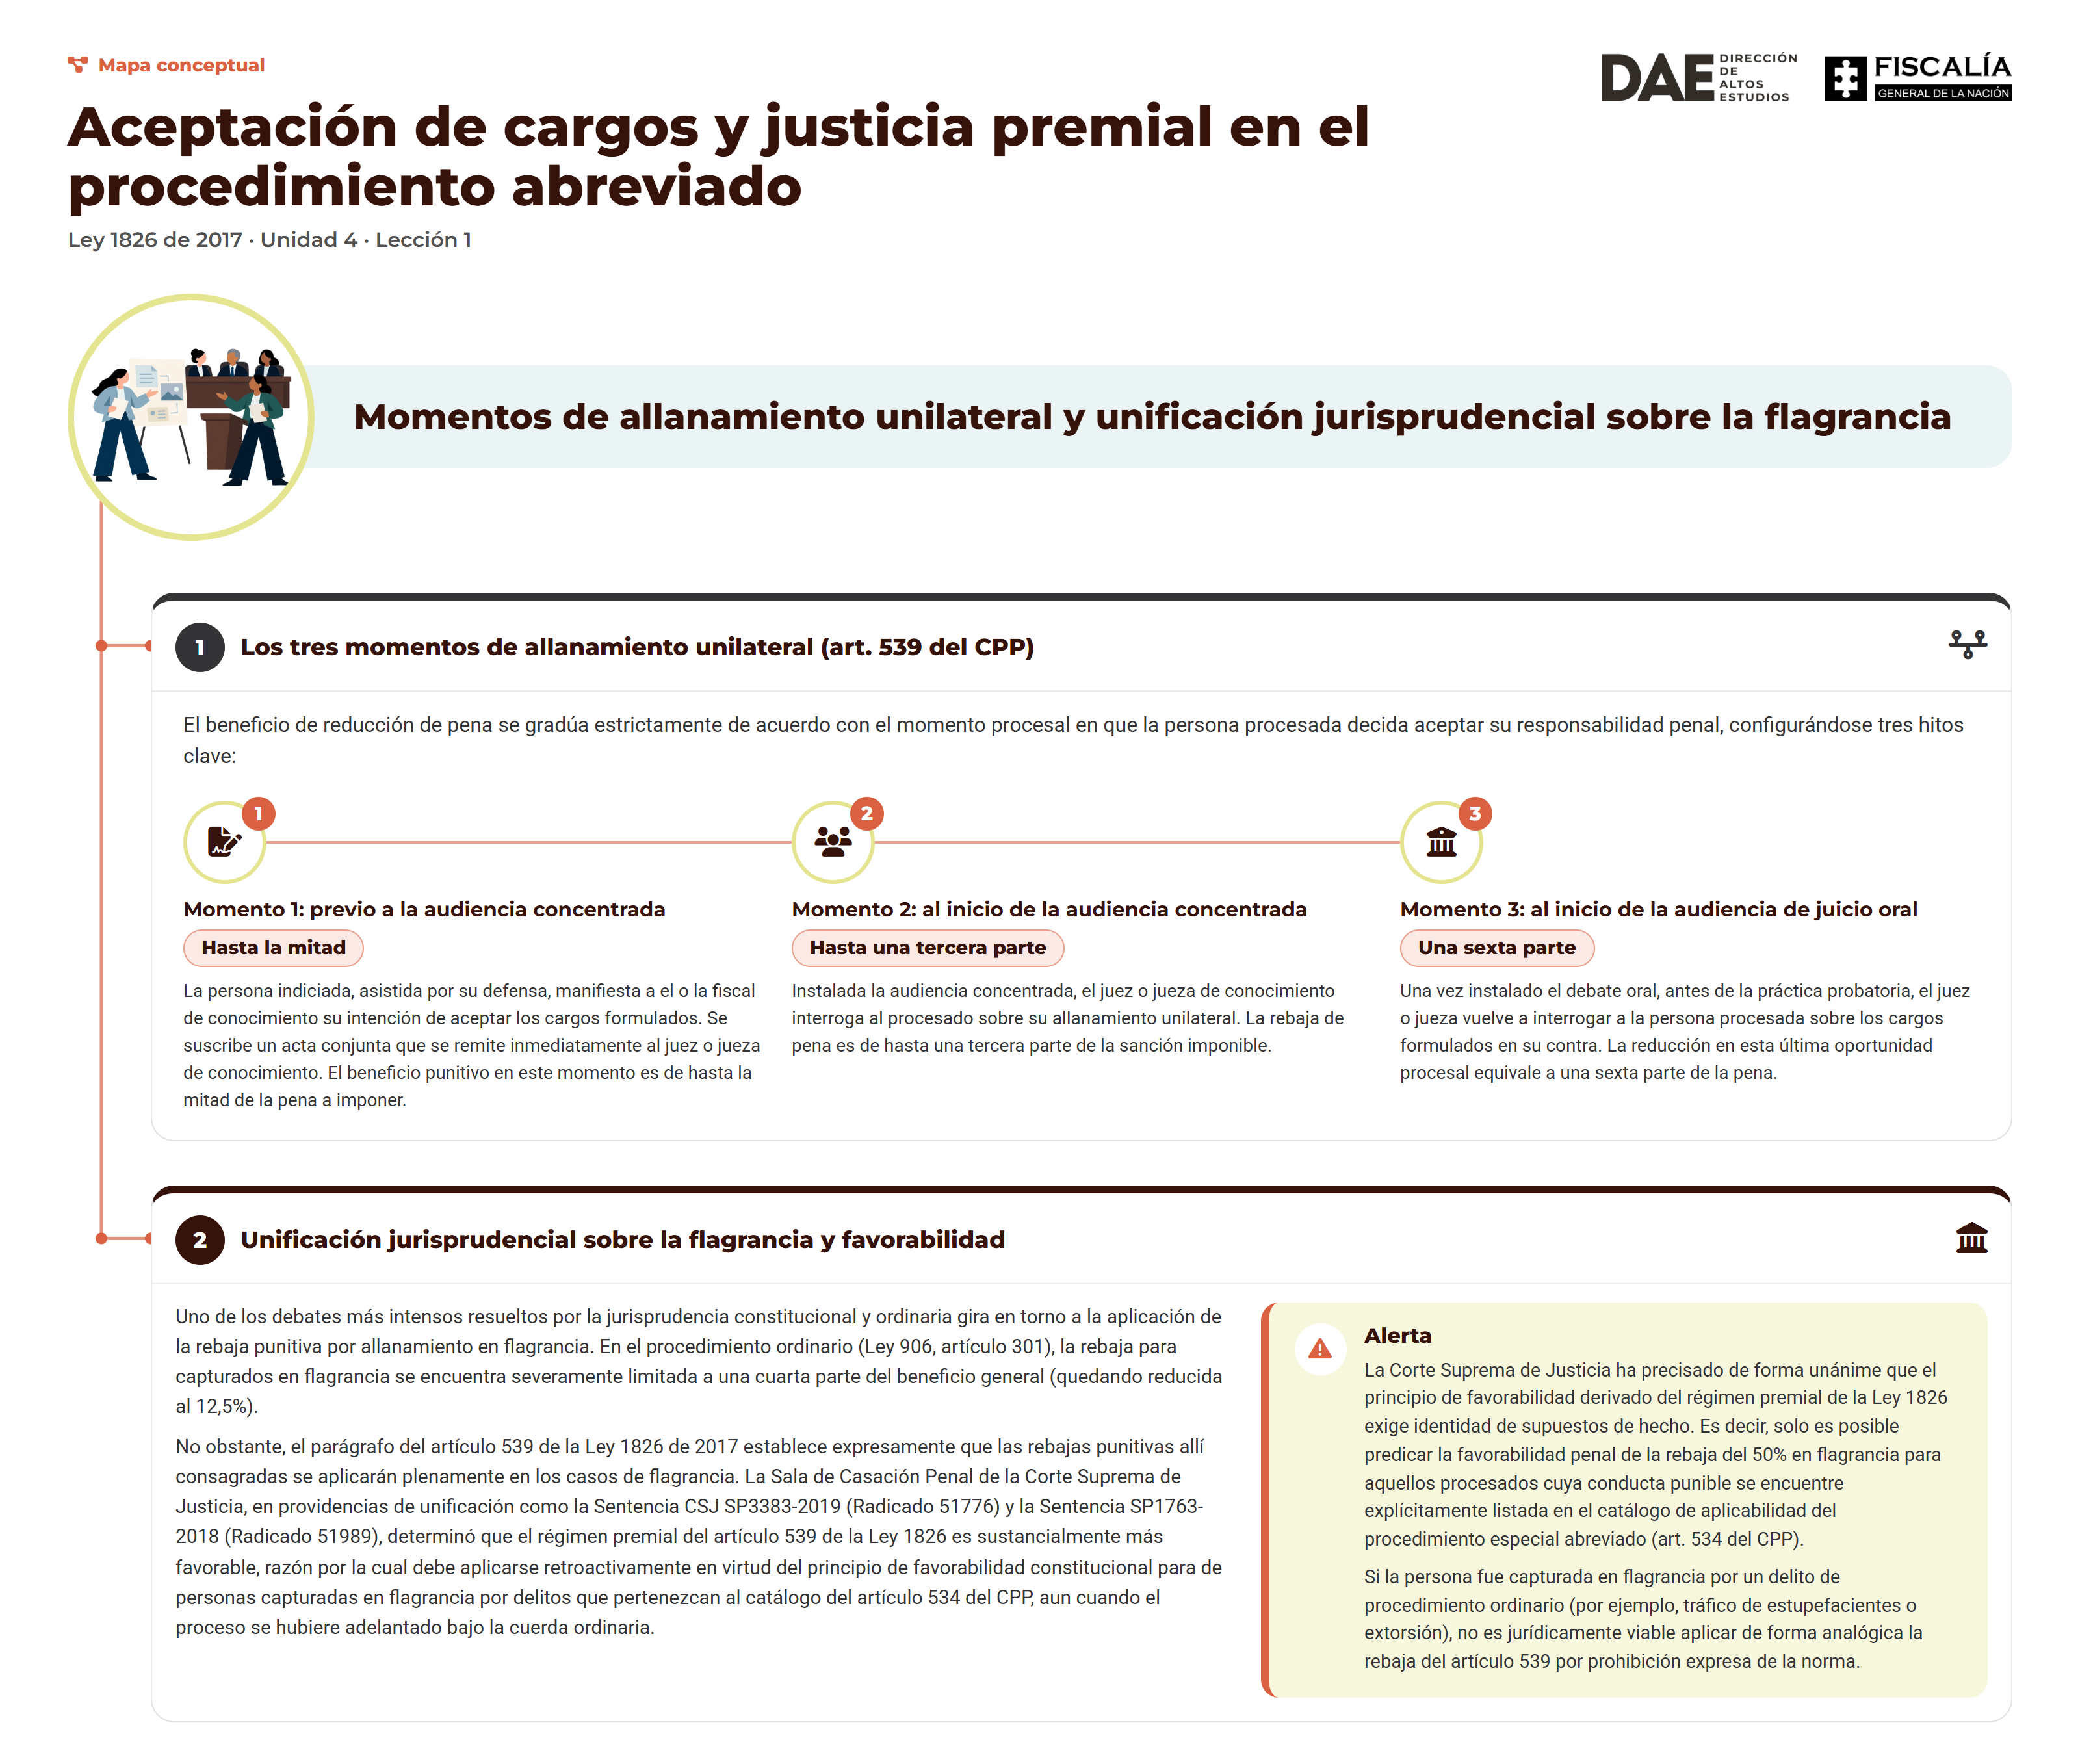 Mapa conceptual
Aceptación de cargos y justicia premial en el
procedimiento abreviado
Ley 1826 de 2017 · Unidad 4 · Lección 1
DAE DIRECCIÓN
DE
ALTOS
ESTUDIOS
FISCALÍA
GENERAL DE LA NACIÓN
Momentos de allanamiento unilateral y unificación jurisprudencial sobre la flagrancia
1 Los tres momentos de allanamiento unilateral (art. 539 del CPP)
El beneficio de reducción de pena se gradúa estrictamente de acuerdo con el momento procesal en que la persona procesada decida aceptar su responsabilidad penal, configurándose tres hitos
clave:
1
Momento 1: previo a la audiencia concentrada
Hasta la mitad
La persona indiciada, asistida por su defensa, manifiesta a el o la fiscal
de conocimiento su intención de aceptar los cargos formulados. Se
suscribe un acta conjunta que se remite inmediatamente al juez o jueza
de conocimiento. El beneficio punitivo en este momento es de hasta la
mitad de la pena a imponer.
2
Momento 2: al inicio de la audiencia concentrada
Hasta una tercera parte
Instalada la audiencia concentrada, el juez o jueza de conocimiento
interroga al procesado sobre su allanamiento unilateral. La rebaja de
pena es de hasta una tercera parte de la sanción imponible.
3
Momento 3: al inicio de la audiencia de juicio oral
Una sexta parte
Una vez instalado el debate oral, antes de la práctica probatoria, el juez
o jueza vuelve a interrogar a la persona procesada sobre los cargos
formulados en su contra. La reducción en esta última oportunidad
procesal equivale a una sexta parte de la pena.
2 Unificación jurisprudencial sobre la flagrancia y favorabilidad
Uno de los debates más intensos resueltos por la jurisprudencia constitucional y ordinaria gira en torno a la aplicación de
la rebaja punitiva por allanamiento en flagrancia. En el procedimiento ordinario (Ley 906, artículo 301), la rebaja para
capturados en flagrancia se encuentra severamente limitada a una cuarta parte del beneficio general (quedando reducida
al 12,5%).
No obstante, el parágrafo del artículo 539 de la Ley 1826 de 2017 establece expresamente que las rebajas punitivas allí
consagradas se aplicarán plenamente en los casos de flagrancia. La Sala de Casación Penal de la Corte Suprema de
Justicia, en providencias de unificación como la Sentencia CSJ SP3383-2019 (Radicado 51776) y la Sentencia SP1763-
2018 (Radicado 51989), determinó que el régimen premial del artículo 539 de la Ley 1826 es sustancialmente más
favorable, razón por la cual debe aplicarse retroactivamente en virtud del principio de favorabilidad constitucional para de
personas capturadas en flagrancia por delitos que pertenezcan al catálogo del artículo 534 del CPP, aun cuando el
proceso se hubiere adelantado bajo la cuerda ordinaria.
Alerta
La Corte Suprema de Justicia ha precisado de forma unánime que el
principio de favorabilidad derivado del régimen premial de la Ley 1826
exige identidad de supuestos de hecho. Es decir, solo es posible
predicar la favorabilidad penal de la rebaja del 50% en flagrancia para
aquellos procesados cuya conducta punible se encuentre
explícitamente listada en el catálogo de aplicabilidad del
procedimiento especial abreviado (art. 534 del CPP).
Si la persona fue capturada en flagrancia por un delito de
procedimiento ordinario (por ejemplo, tráfico de estupefacientes o
extorsión), no es jurídicamente viable aplicar de forma analógica la
rebaja del artículo 539 por prohibición expresa de la norma.